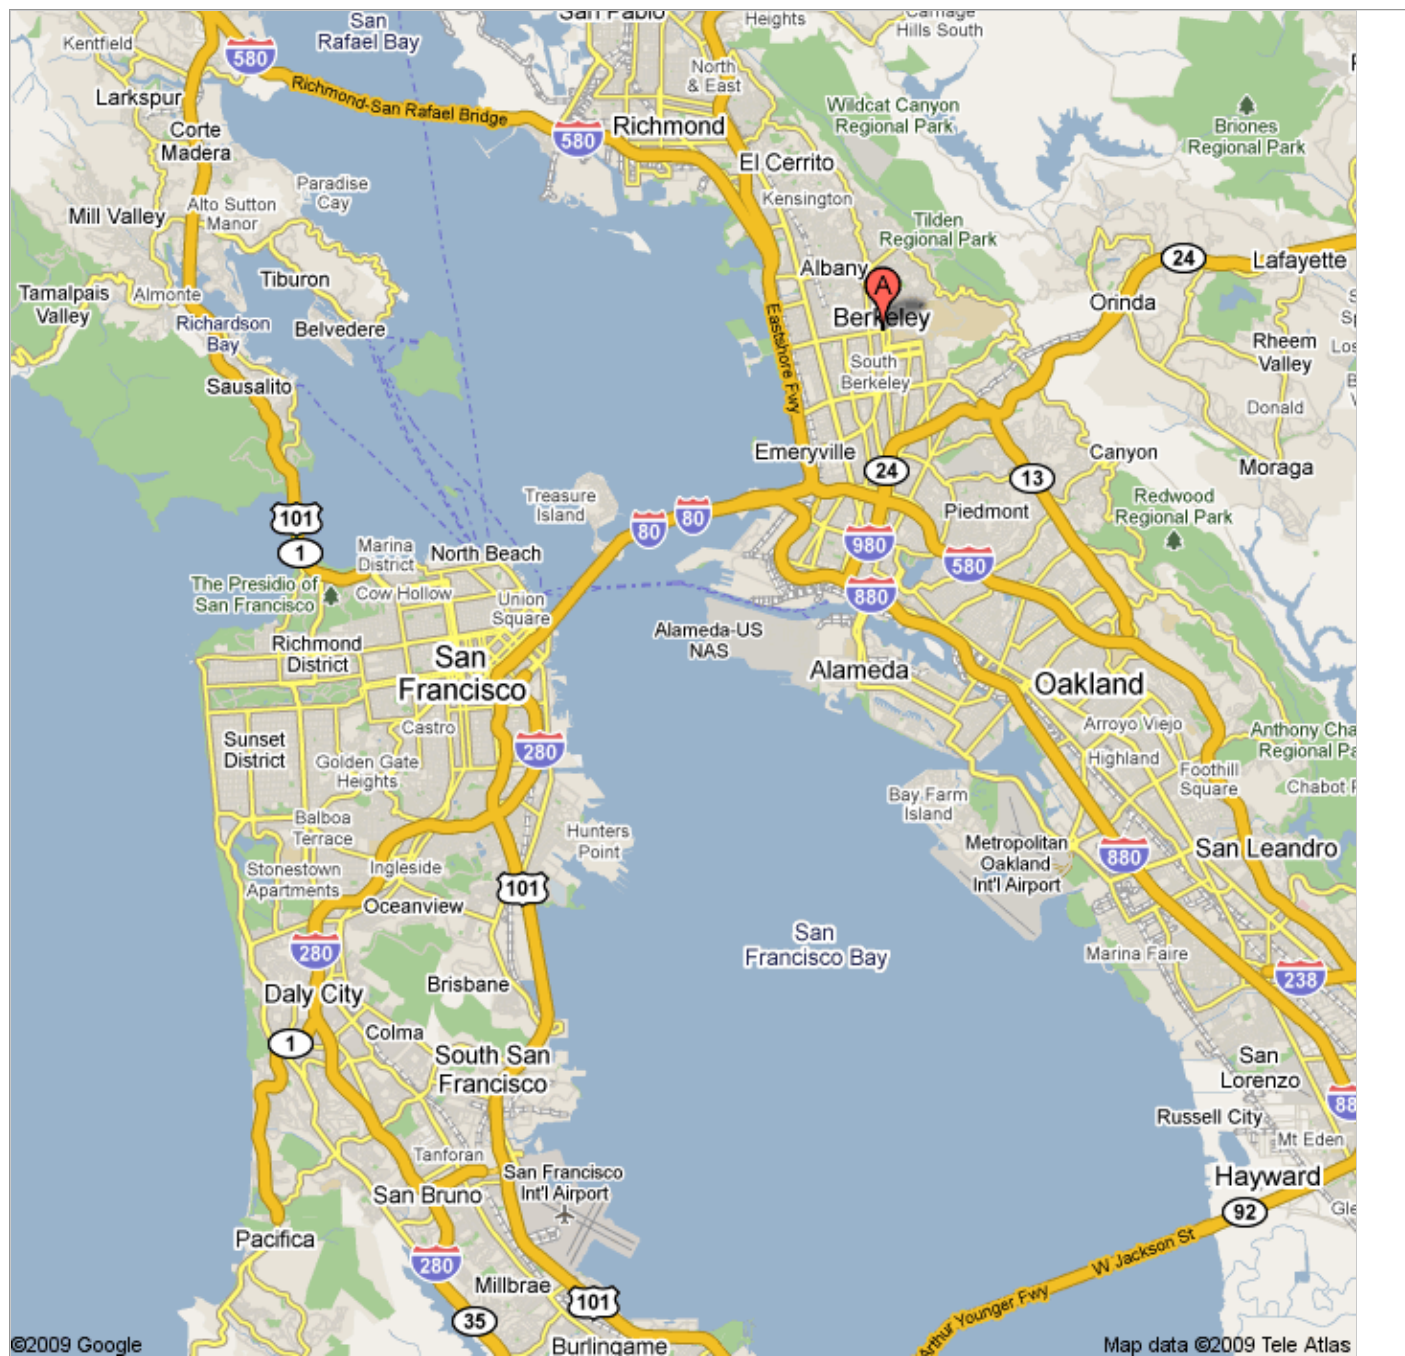 San
Rafael Bay
San Pablo
Heights
Carriage
Hills South
Kentfield
580
North
& East
Larkspur
Richmond-San Rafael Bridge
Wildcat Canyon
Regional Park
Briones
Regional Park
Corte
Madera
580
Richmond
El Cerrito
Paradise
Cay
Kensington
Mill Valley
Alto Sutton
Manor
Tilden
Regional Park
24
Lafayette
Tiburon
Albany
A
Tamalpais
Valley
Almonte
Orinda
Richardson
Bay
Belvedere
Berkeley
Eastshore Fwy
Rheem
Valley
Sausalito
South
Berkeley
Donald
Emeryville
24
13
Canyon
Moraga
Treasure
Island
101
80
80
Piedmont
Redwood
Regional Park
1
Marina
District
North Beach
980
580
The Presidio of
San Francisco
Cow Hollow
Union
Square
880
Richmond
District
Alameda-US
NAS
San
Francisco
Alameda
Oakland
Castro
Arroyo Viejo
Sunset
District
280
Anthony Cha
Regional Pa
Golden Gate
Heights
Highland
Foothill
Square
Chabot
Bay Farm
Island
Balboa
Terrace
Hunters
Point
Metropolitan
Oakland
Int'l Airport
880
San Leandro
Stonestown
Apartments
Ingleside
101
Oceanview
San
Francisco Bay
280
Marina Faire
238
Daly City
Brisbane
1
Colma
South San
Francisco
San
Lorenzo
88
Russell City
Mt Eden
Tanforan
San Francisco
Int'l Airport
San Bruno
Hayward
92
Gle
Pacifica
280
W Jackson St
Millbrae
101
35
Arthur Younger Fwy
Burlingame
©2009 Google
Map data ©2009 Tele Atlas